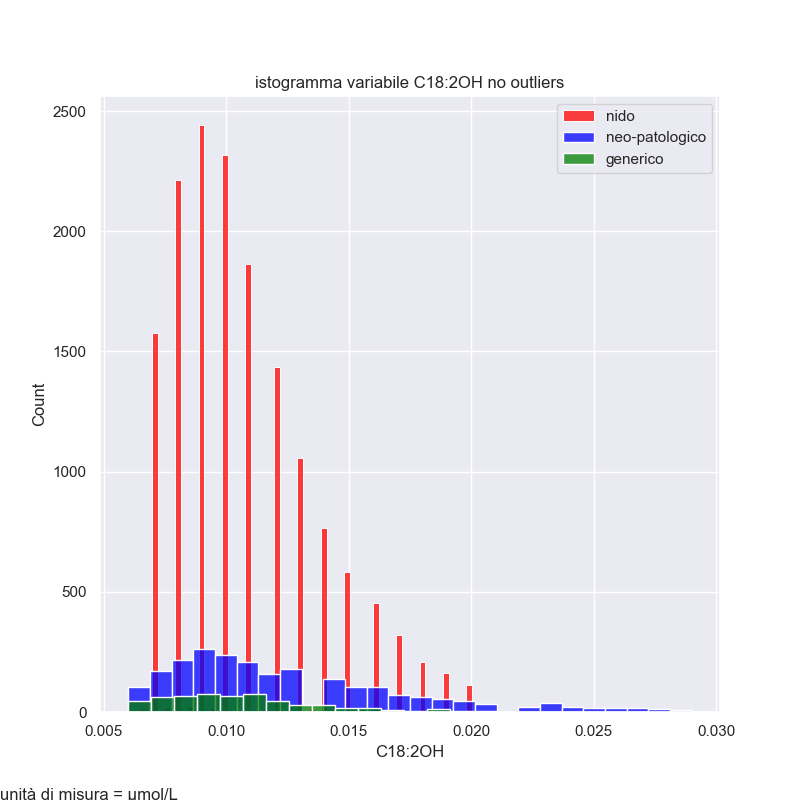 istogramma variabile C18:2OH no outliers
nido
neo-patologico
generico
2500
2000
1500
1000
500
0
Count
0.005 0.010 0.015 0.020 0.025 0.030
C18:2OH
unità di misura = μmol/L